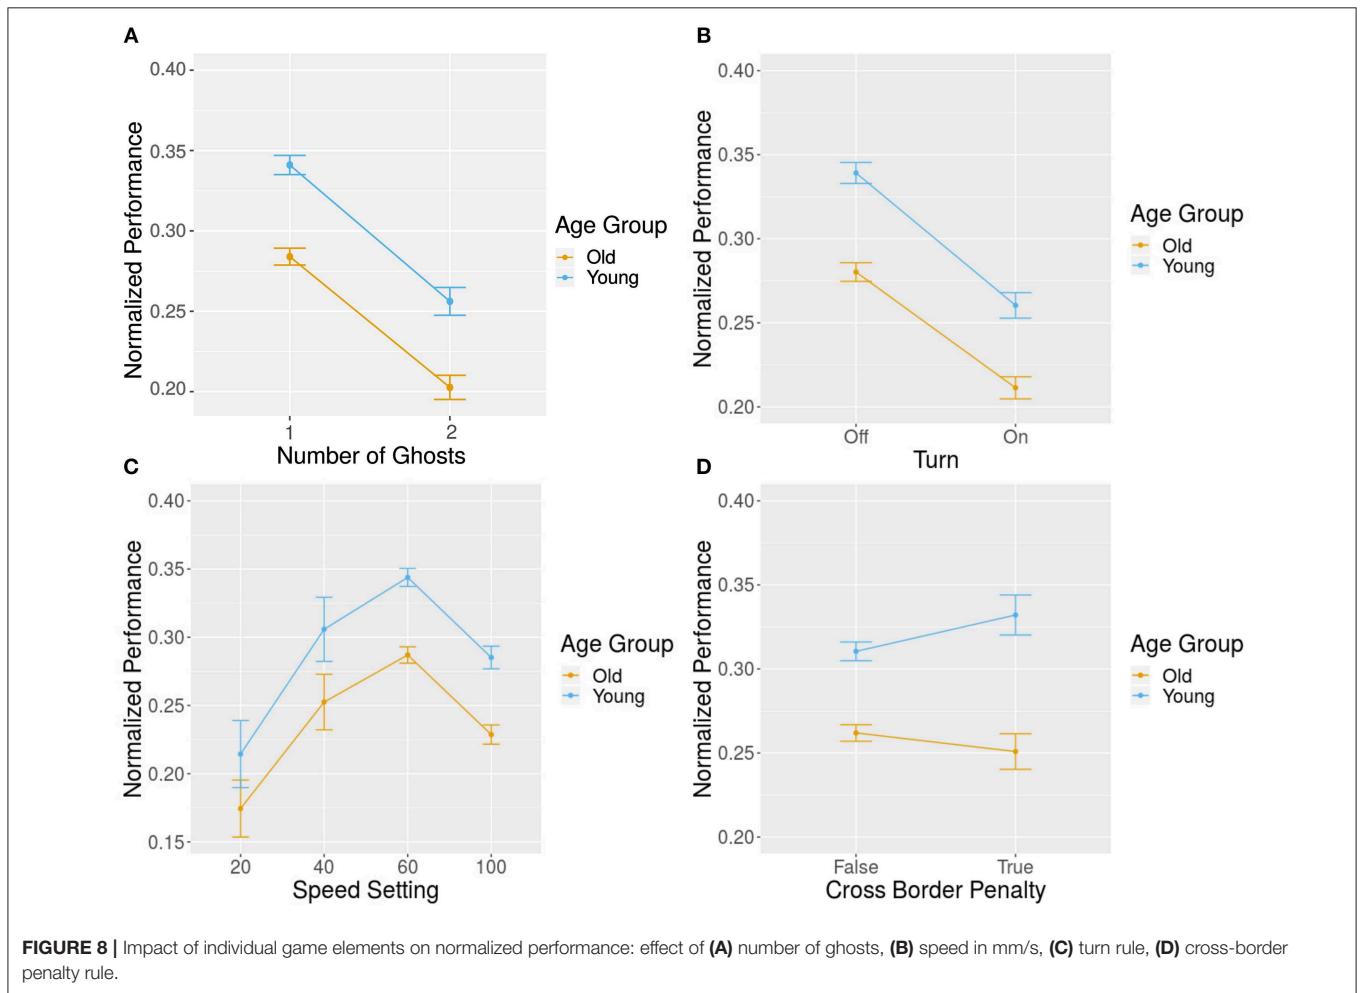 A
Normalized Performance
0.40
0.35
0.30
0.25
0.20
1 2
Number of Ghosts
Age Group
Old
Young
B
Normalized Performance
0.40
0.35
0.30
0.25
0.20
Off On
Turn
Age Group
Old
Young
C
Normalized Performance
0.40
0.35
0.30
0.25
0.20
0.15
20 40 60 100
Speed Setting
Age Group
Old
Young
D
Normalized Performance
0.40
0.35
0.30
0.25
0.20
False True
Cross Border Penalty
Age Group
Old
Young
FIGURE 8 | Impact of individual game elements on normalized performance: effect of (A) number of ghosts, (B) speed in mm/s, (C) turn rule, (D) cross-border
penalty rule.